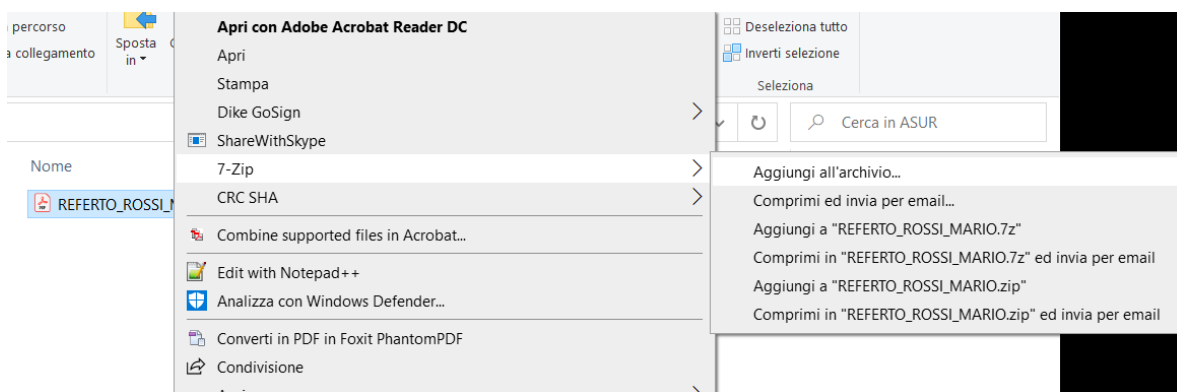 percorso
a collegamento
Sposta
in
Deseleziona tutto
Inverti selezione
Seleziona
Cerca in ASUR
Nome
REFERTO_ROSSI_
Apri con Adobe Acrobat Reader DC
Apri
Stampa
Dike GoSign
ShareWithSkype
7-Zip
CRC SHA
Combine supported files in Acrobat...
Edit with Notepad++
Analizza con Windows Defender...
Converti in PDF in Foxit PhantomPDF
Condivisione
Aggiungi all'archivio...
Comprimi ed invia per email...
Aggiungi a "REFERTO_ROSSI_MARIO.7z"
Comprimi in "REFERTO_ROSSI_MARIO.7z" ed invia per email
Aggiungi a "REFERTO_ROSSI_MARIO.zip"
Comprimi in "REFERTO_ROSSI_MARIO.zip" ed invia per email